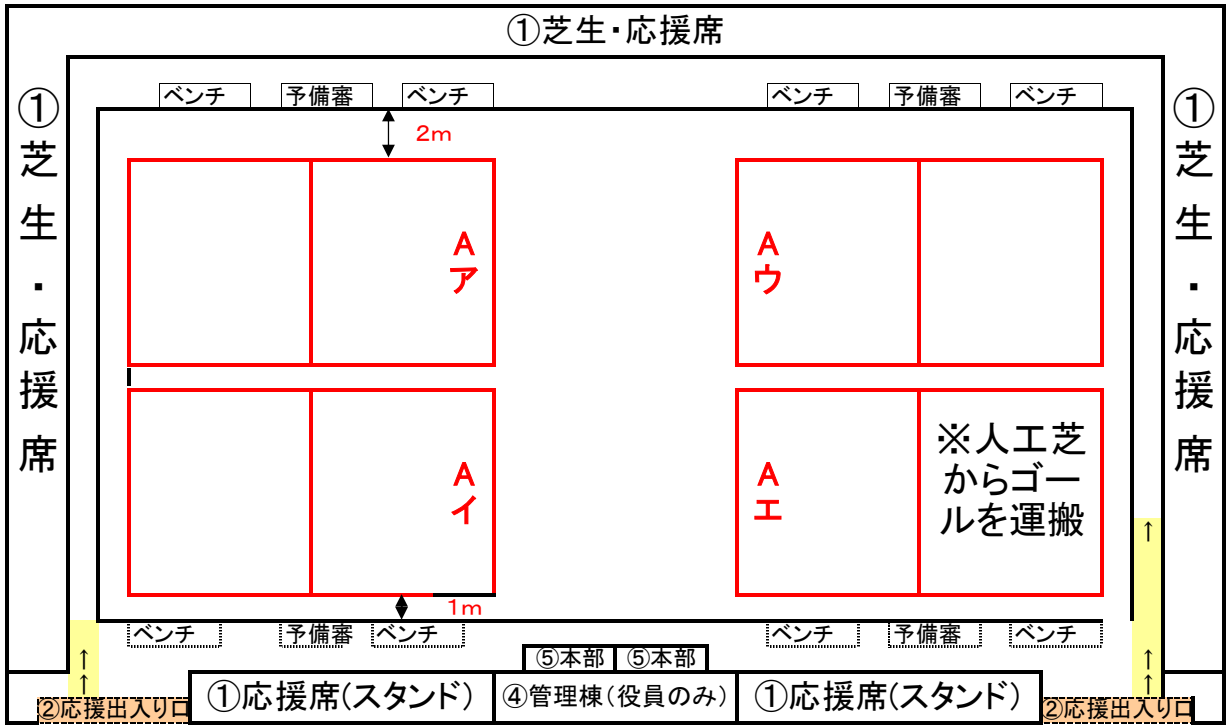 ①芝生・応援席
①芝生・応援席
①芝生・応援席
ベンチ
予備審
ベンチ
ベンチ
予備審
ベンチ
2m
Aア
Aウ
Aイ
Aエ
※人工芝
からゴー
ルを運搬
↑
1m
ベンチ
予備審
ベンチ
ベンチ
予備審
ベンチ
⑤本部
⑤本部
↑
↑
↑
↑
①応援席(スタンド)
④管理棟(役員のみ)
①応援席(スタンド)
②応援出入り口
②応援出入り口